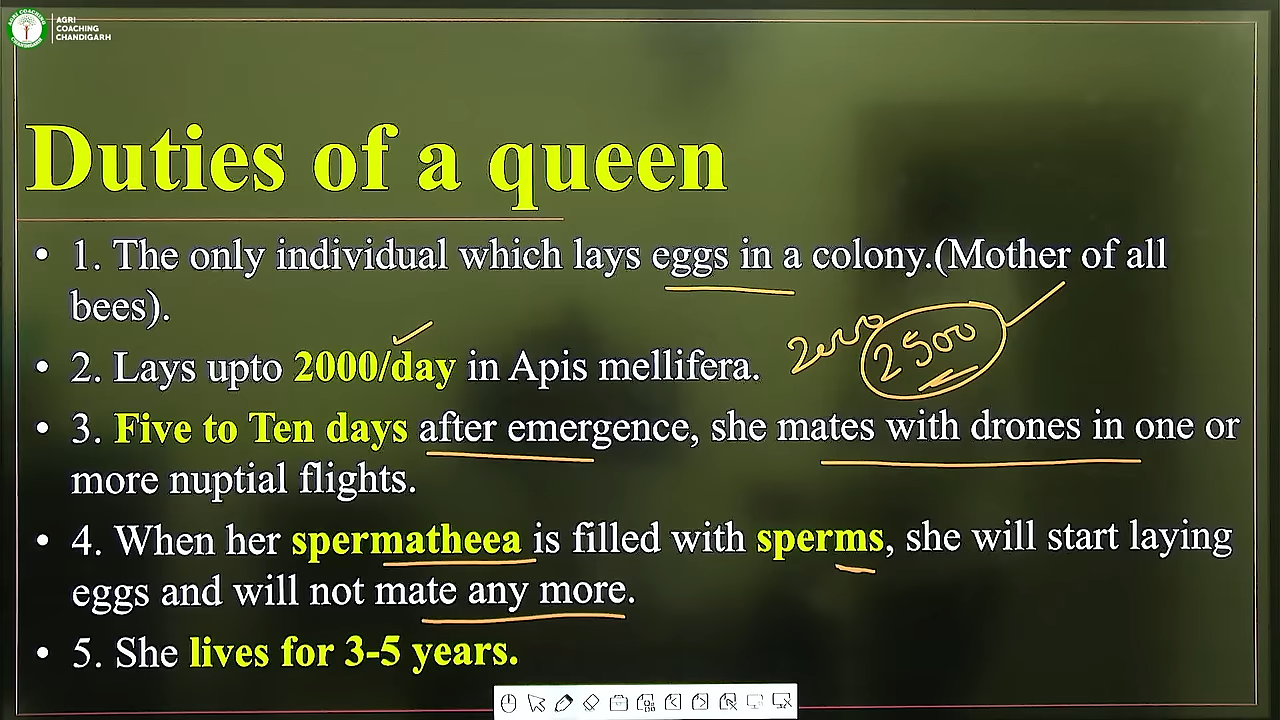 AGRI
COACHING
CHANDIGARH
Duties of a queen
• 1. The only individual which lays eggs in a colony.(Mother of all
bees).
• 2. Lays upto 2000/day in Apis mellifera.
2000
2500
• 3. Five to Ten days after emergence, she mates with drones in one or
more nuptial flights.
• 4. When her spermatheea is filled with sperms, she will start laying
eggs and will not mate any more.
• 5. She lives for 3-5 years.